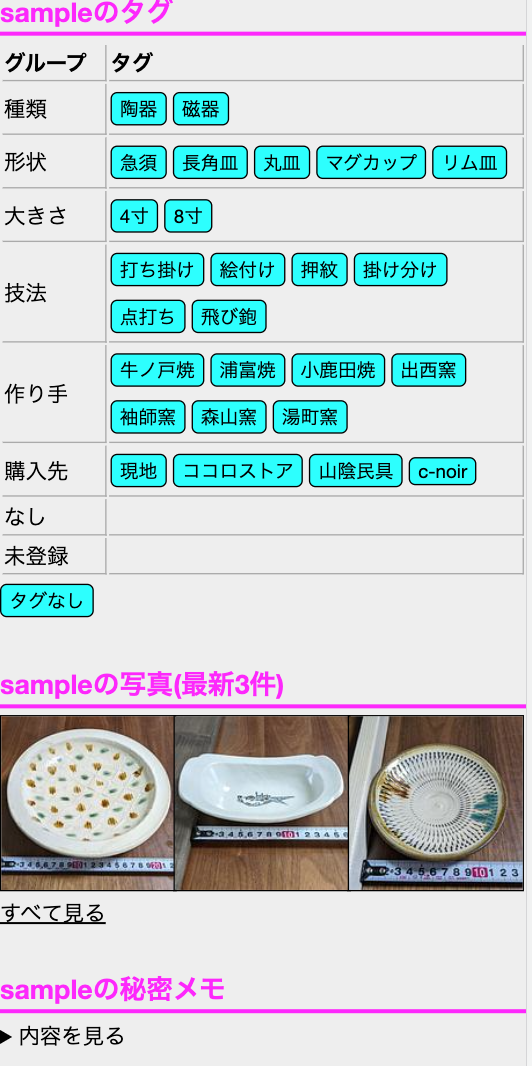 sampleのタグ
グループ タグ
種類 陶器 磁器
形状 急須 長角皿 丸皿 マグカップ リム皿
大きさ 4寸 8寸
技法 打ち掛け 絵付け 押紋 掛け分け
点打ち 飛び鉋
作り手 牛ノ戸焼 浦富焼 小鹿田焼 出西窯
袖師窯 森山窯 湯町窯
購入先 現地 ココロストア 山陰民具 c-noir
なし
未登録
タグなし
sampleの写真(最新3件)
すべて見る
sampleの秘密メモ
▶ 内容を見る